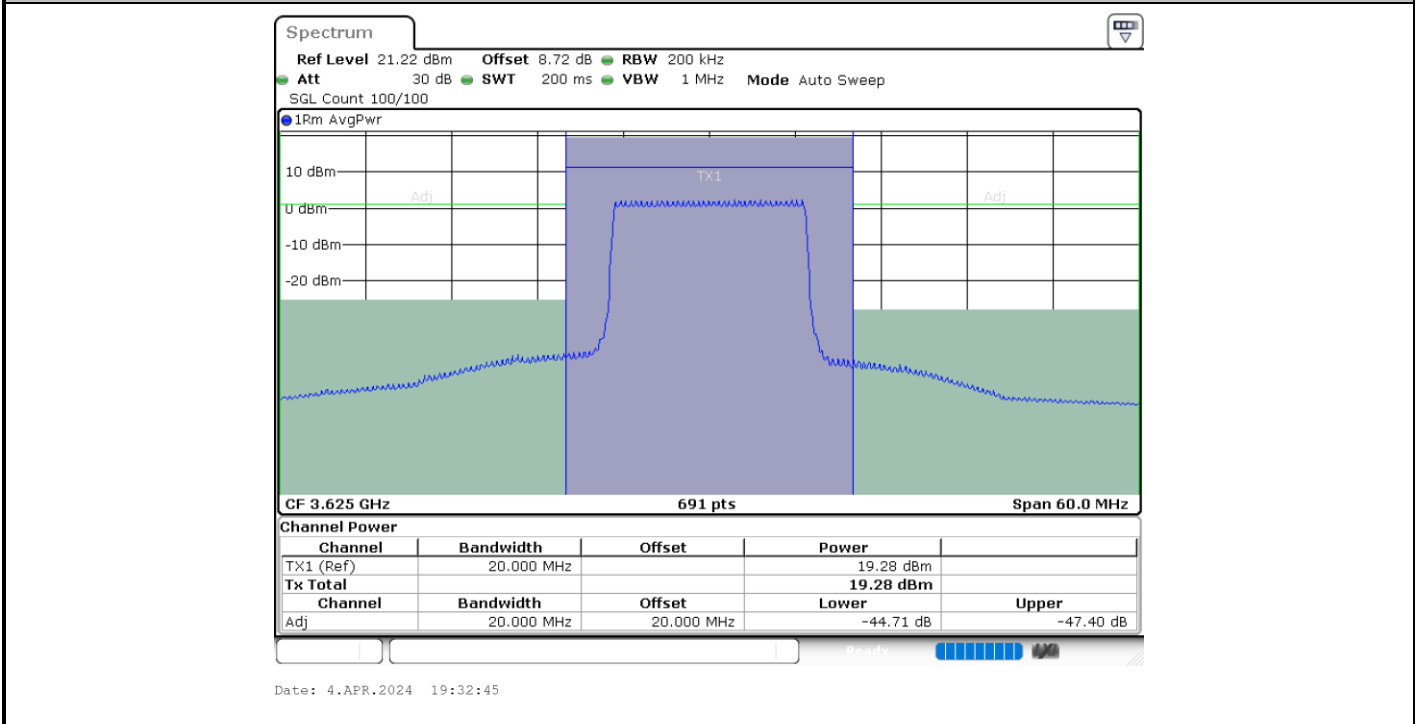 Spectrum
Ref Level 21.22 dBm Offset 8.72 dB RBW 200 kHz
Att 30 dB SWT 200 ms VBW 1 MHz Mode Auto Sweep
SGL Count 100/100
1Rm AvgPwr
10 dBm
TX1
Adj Adj
0 dBm
-10 dBm
-20 dBm
CF 3.625 GHz 691 pts Span 60.0 MHz
Channel Power
Channel Bandwidth Offset Power
TX1 (Ref) 20.000 MHz 19.28 dBm
Tx Total 19.28 dBm
Channel Bandwidth Offset Lower Upper
Adj 20.000 MHz 20.000 MHz -44.71 dB -47.40 dB
Ready
Date: 4.APR.2024 19:32:45